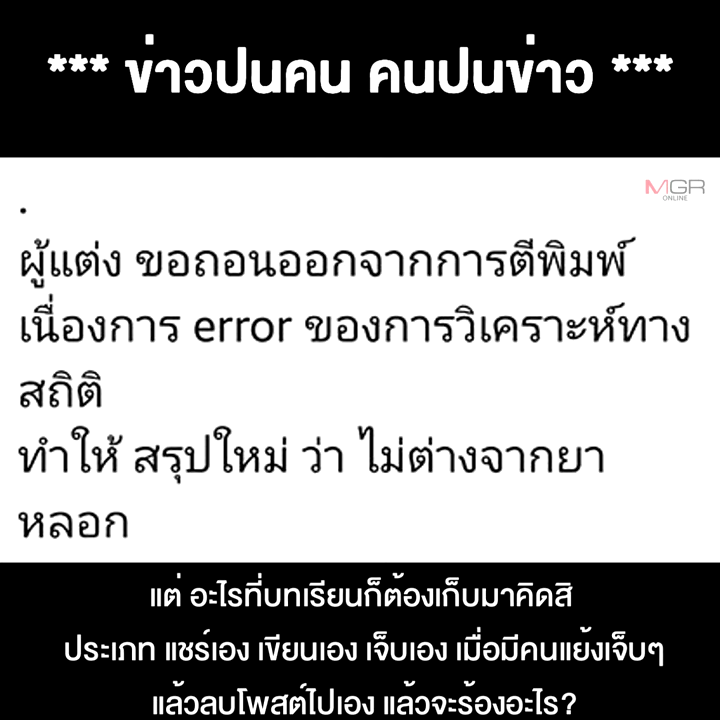 *** ข่าวปนคน คนปนข่าว ***
MGR
ONLINE
.
ผู้แต่ง ขอถอนออกจากการตีพิมพ์
เนื่องการ error ของการวิเคราะห์ทาง
สถิติ
ทำให้ สรุปใหม่ ว่า ไม่ต่างจากยา
หลอก
แต่ อะไรที่บทเรียนก็ต้องเก็บมาคิดสิ
ประเภท แชร์เอง เขียนเอง เจ็บเอง เมื่อมีคนแย้งเจ็บๆ
แล้วลบโพสต์ไปเอง แล้วจะร้องอะไร?